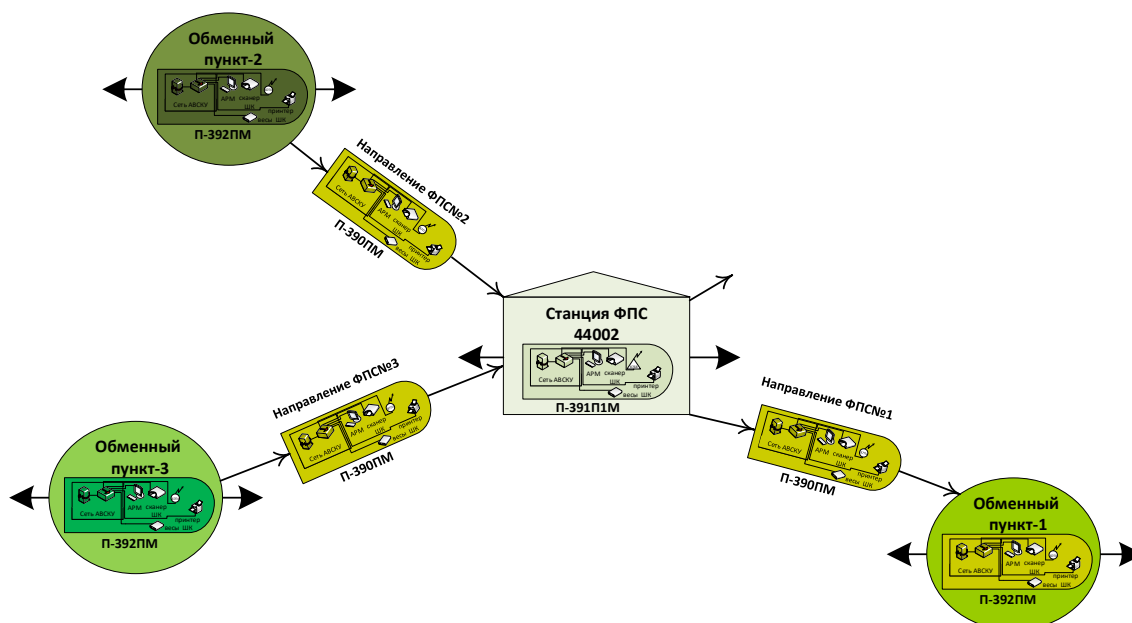 Обменный
пункт-2
Сеть АВСКУ
АРМ
сканер
ШК
принтер
весы ШК
П-392ПМ
Направление ФПС№2
Сеть АВСКУ
АРМ
сканер
ШК
принтер
весы ШК
П-390ПМ
Станция ФПС
44002
Сеть АВСКУ
АРМ
сканер
ШК
принтер
весы ШК
П-391П1М
Направление ФПС№3
Сеть АВСКУ
АРМ
сканер
ШК
принтер
весы ШК
П-390ПМ
Направление ФПС№1
Сеть АВСКУ
АРМ
сканер
ШК
принтер
весы ШК
П-390ПМ
Обменный
пункт-3
Сеть АВСКУ
АРМ
сканер
ШК
принтер
весы ШК
П-392ПМ
Обменный
пункт-1
Сеть АВСКУ
АРМ
сканер
ШК
принтер
весы ШК
П-392ПМ